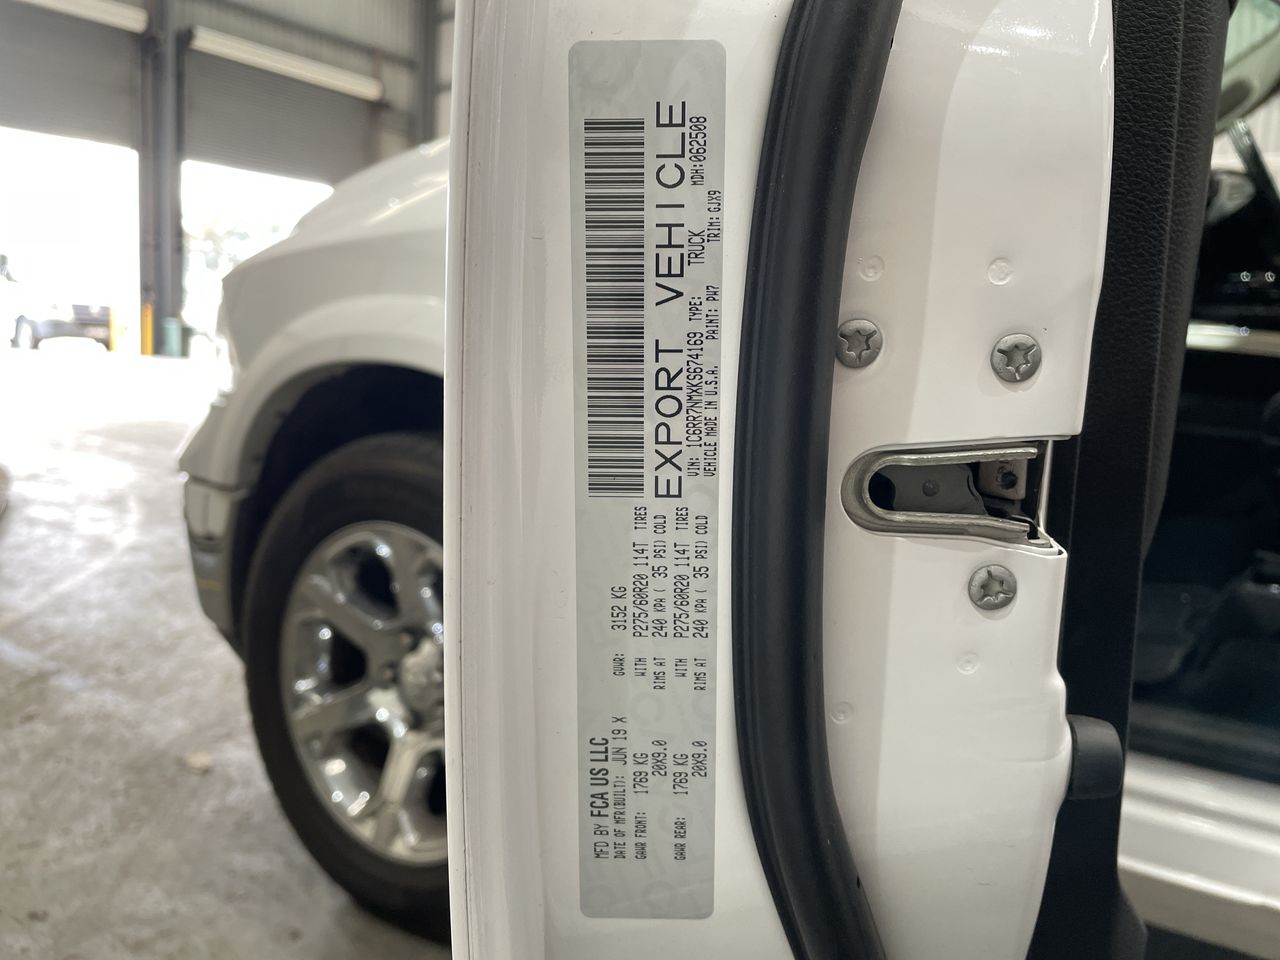 MFD BY FCA US LLC
DATE OF MFR(BUILT): JUN 19 X GVWR: 3152 KG
GAWR FRONT: 1769 KG WITH P275/60R20 114T TIRES
20X9.0 RIMS AT 240 KPA ( 35 PSI) COLD
GAWR REAR: 1769 KG WITH P275/60R20 114T TIRES
20X9.0 RIMS AT 240 KPA ( 35 PSI) COLD
EXPORT VEHICLE
VIN: 1C6RR7NMXKS674169 TYPE: TRUCK MDH:062508
VEHICLE MADE IN U.S.A. PAINT: PW7 TRIM: GJX9